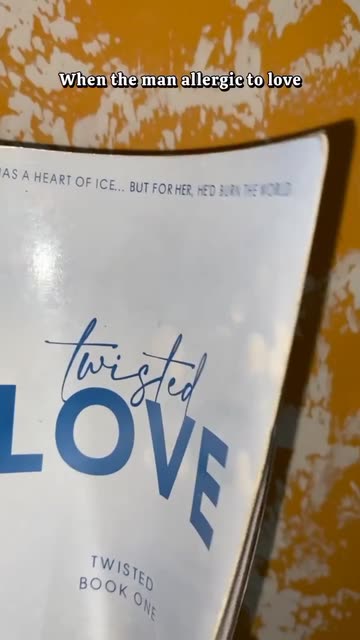 When the man allergic to love
HAS A HEART OF ICE... BUT FOR HER, HE'D BURN THE WORLD
twisted
LOVE
TWISTED
BOOK ONE